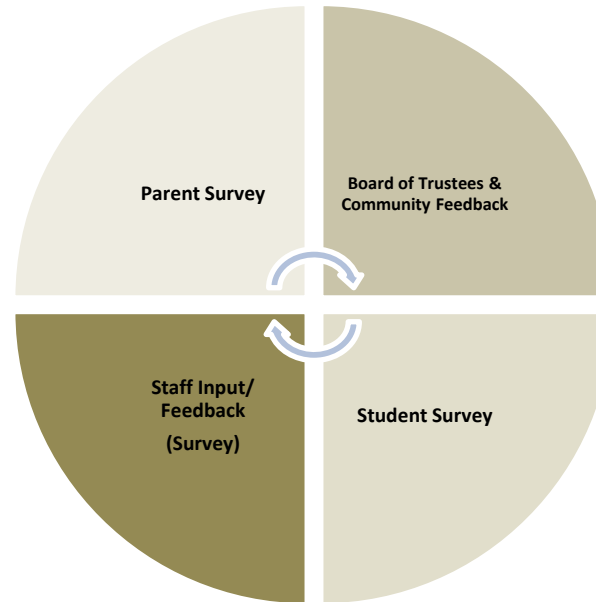 Parent Survey
Board of Trustees &
Community Feedback
Staff Input/
Feedback
(Survey)
Student Survey